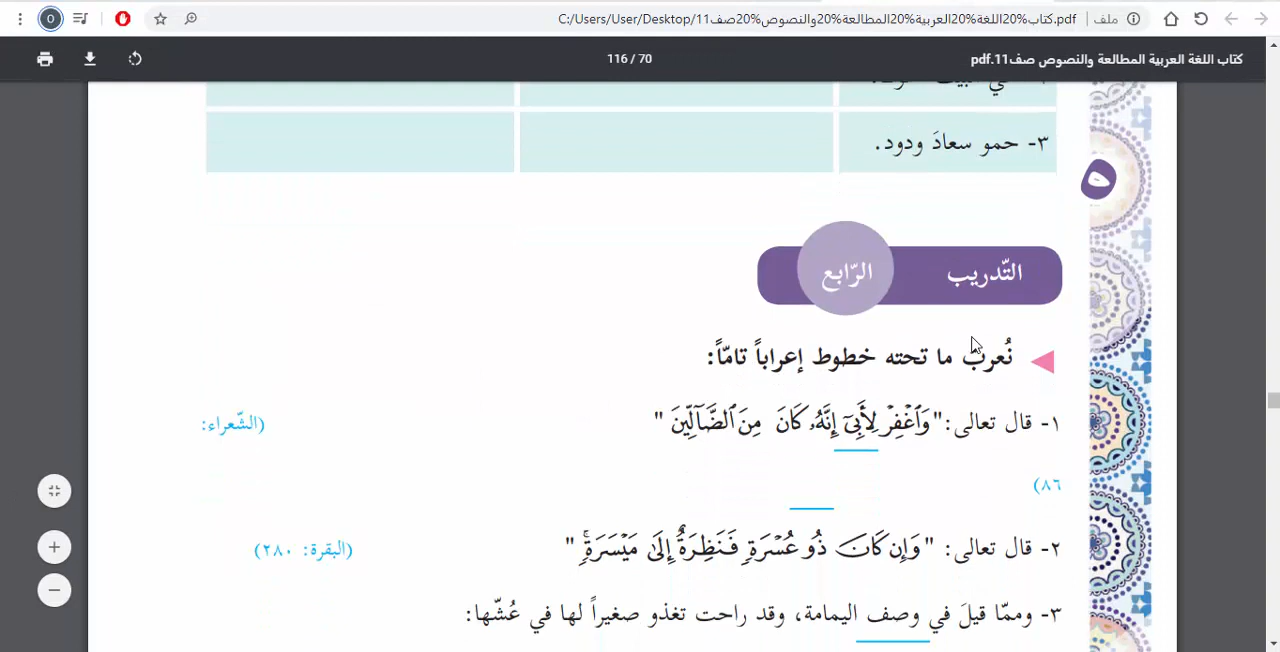 C:/Users/User/Desktop/كتاب%20اللغة%20العربية%20المطالعة%20والنصوص%20صف11.pdf ملف
كتاب اللغة العربية المطالعة والنصوص صف11.pdf
116 / 70
٣- حمو سعادَ ودود.
٥
التّدريب الرّابع
نُعربُ ما تحته خطوط إعراباً تامّاً:
١- قال تعالى: "وَٱغۡفِرۡ لِأَبِيٓ إِنَّهُۥ كَانَ مِنَ ٱلضَّآلِّينَ" (الشّعراء:
٨٦)
٢- قال تعالى: "وَإِن كَانَ ذُو عُسۡرَةٖ فَنَظِرَةٌ إِلَىٰ مَيۡسَرَةٖۚ" (البقرة: ٢٨٠)
٣- وممّا قيلَ في وصف اليمامة، وقد راحت تغذو صغيراً لها في عُشّها: